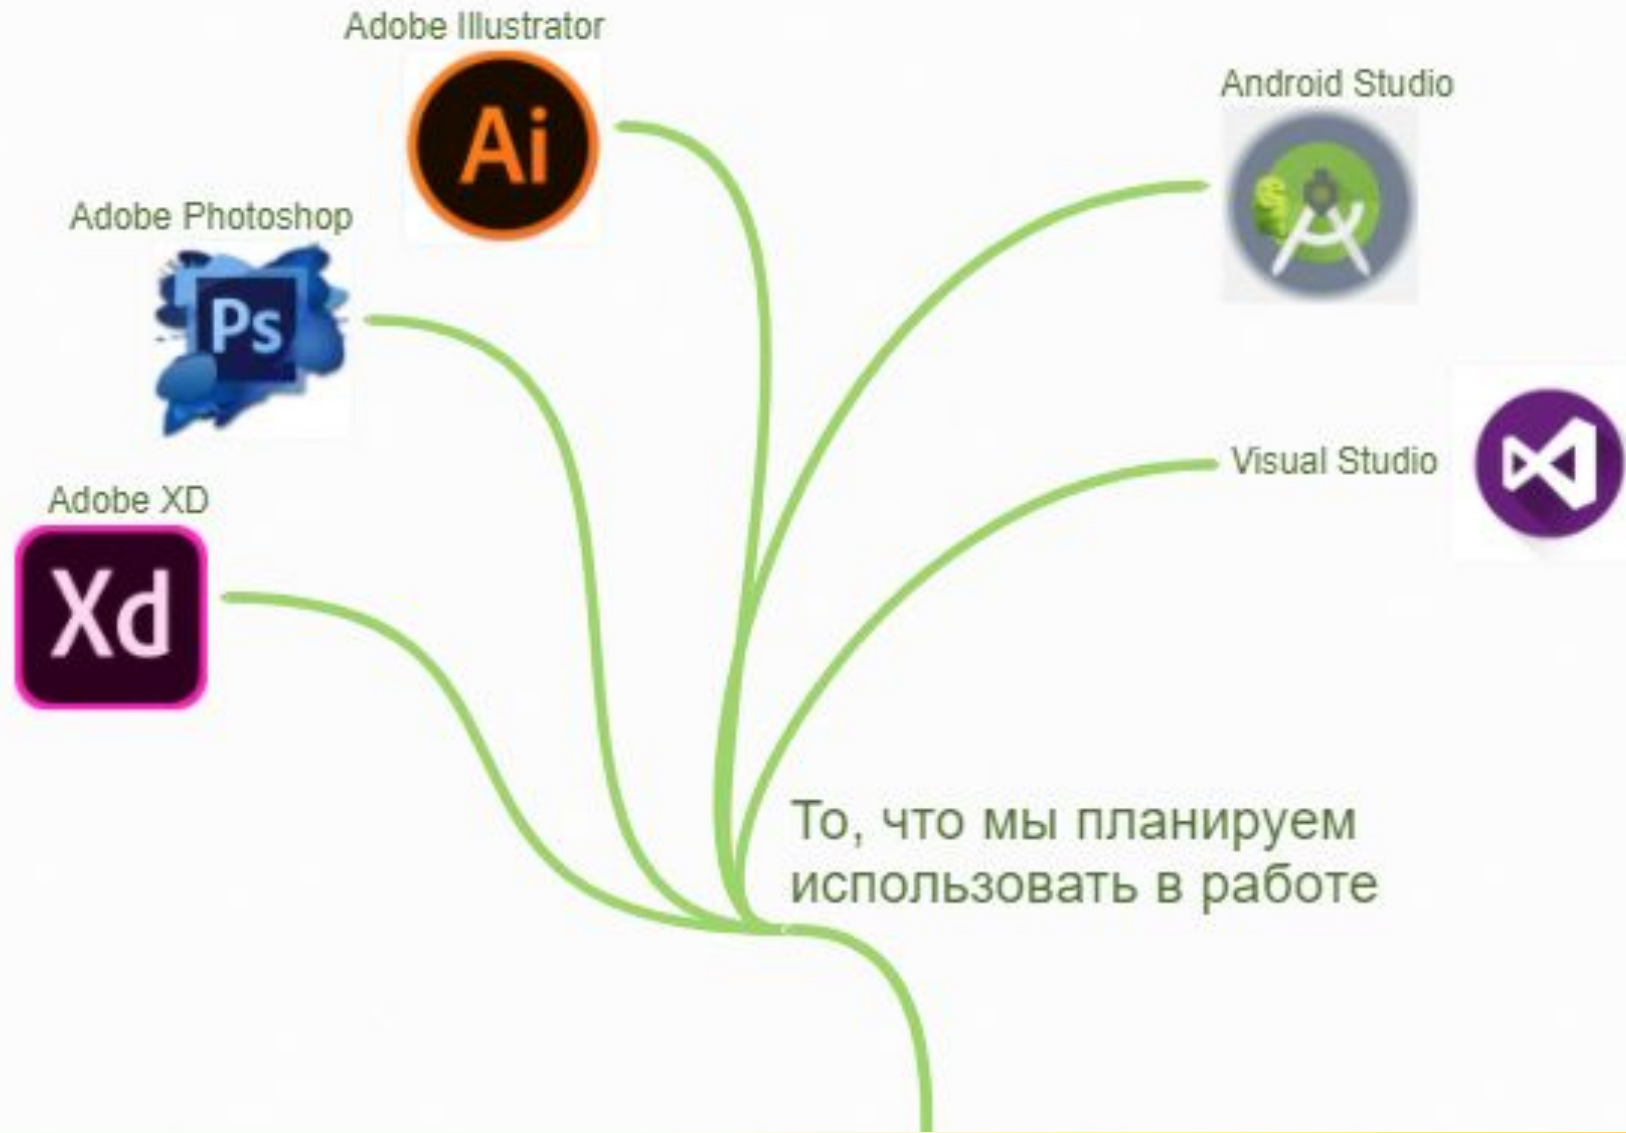 Adobe Illustrator
Ai
Android Studio
Adobe Photoshop
Ps
Visual Studio
Adobe XD
Xd
То, что мы планируем
использовать в работе